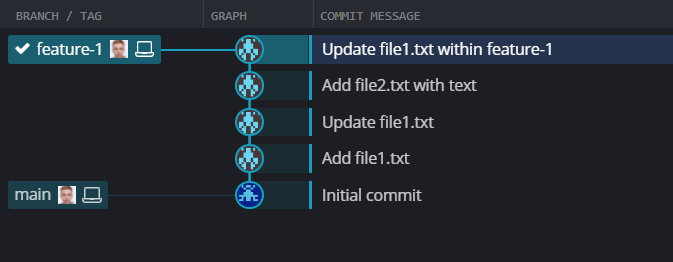 BRANCH / TAG GRAPH COMMIT MESSAGE
feature-1 Update file1.txt within feature-1
Add file2.txt with text
Update file1.txt
Add file1.txt
main Initial commit